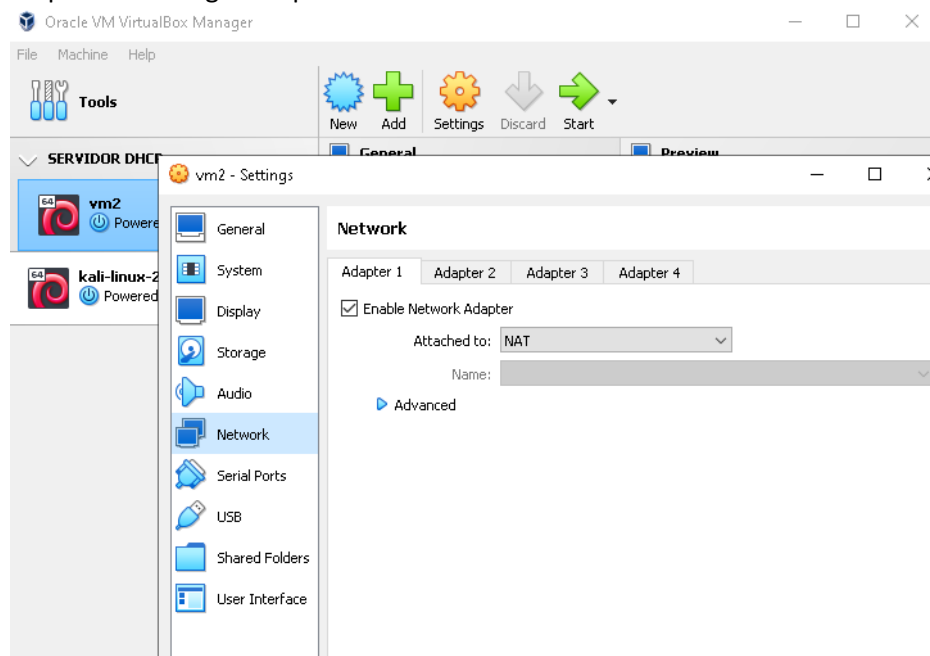 Oracle VM VirtualBox Manager
File Machine Help
Tools
New Add Settings Discard Start
General Preview
SERVIDOR DHCP
vm2 - Settings
64 vm2
General
Network
kali-linux-2
64
System
Adapter 1 Adapter 2 Adapter 3 Adapter 4
Display
Enable Network Adapter
Attached to: NAT
Storage
Name:
Audio
Advanced
Network
Serial Ports
USB
Shared Folders
User Interface